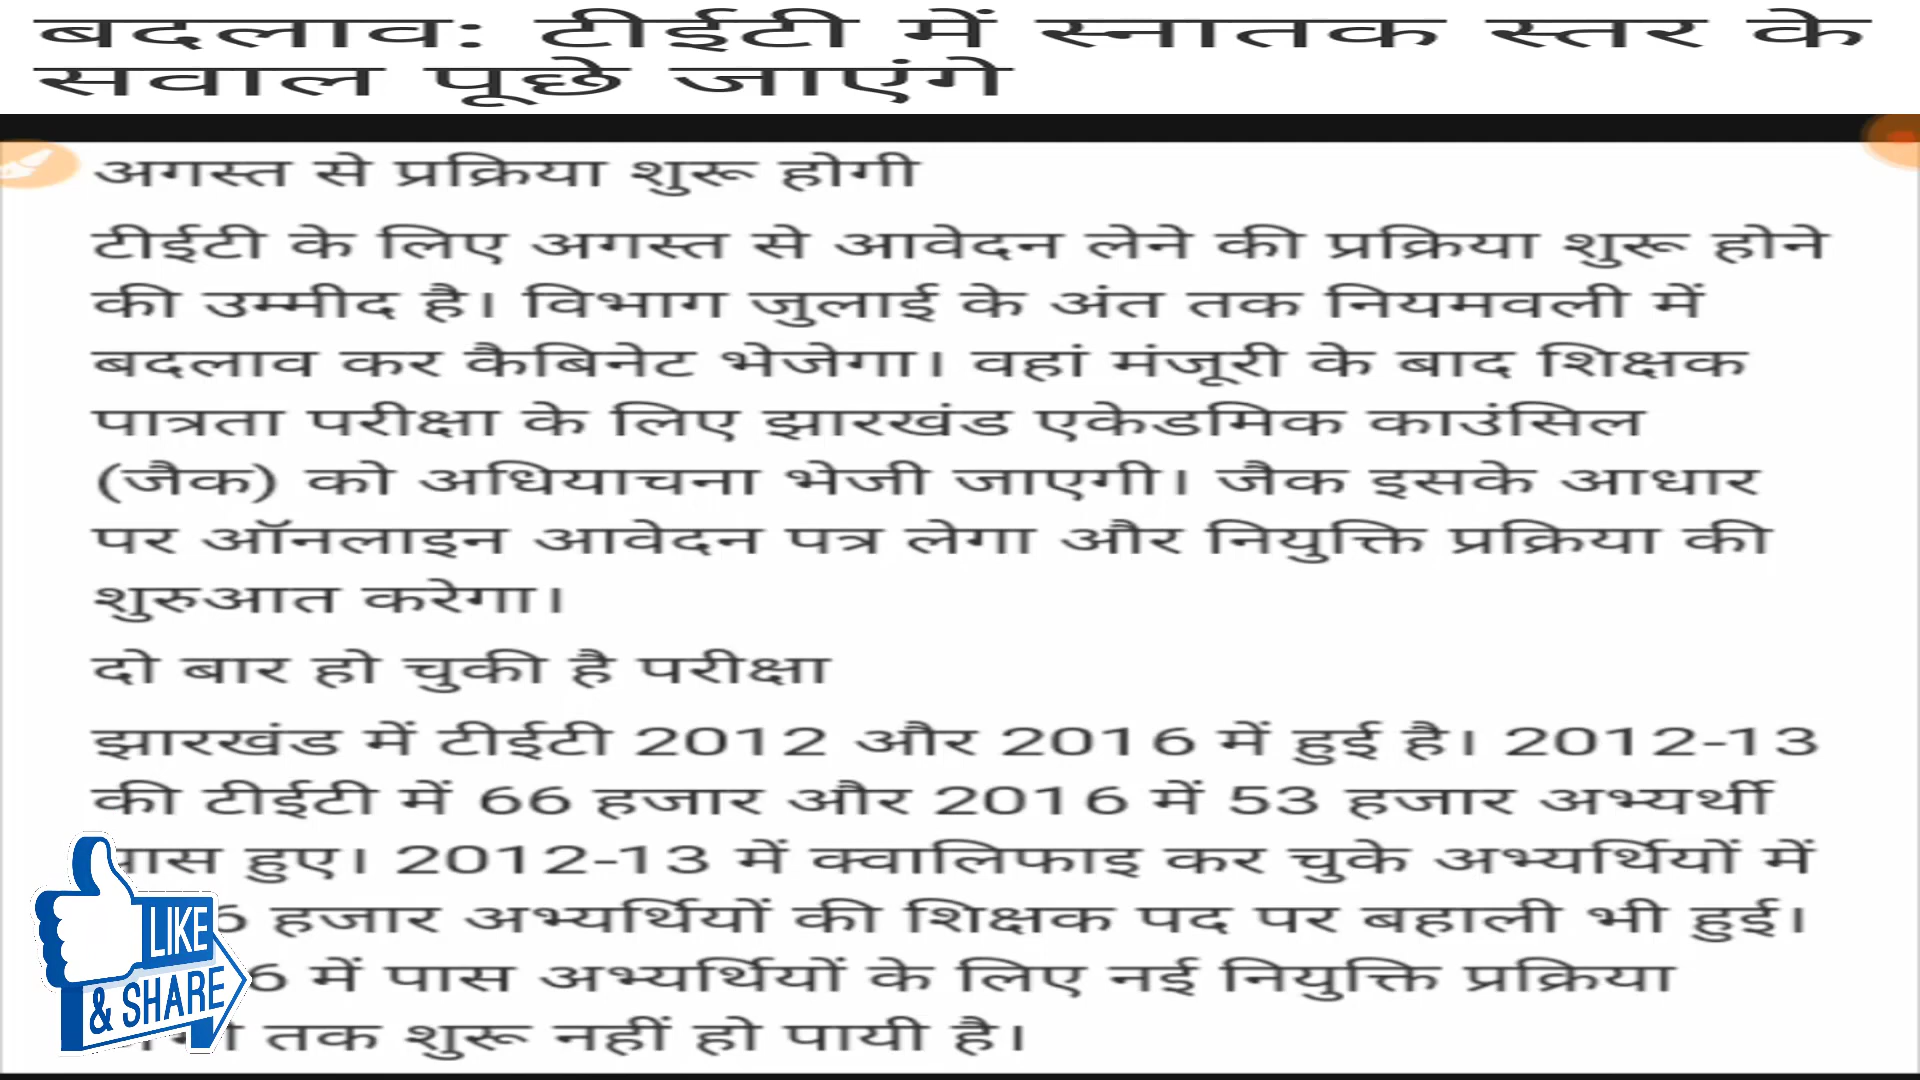 बदलाव: टीईटी में स्नातक स्तर के
सवाल पूछे जाएंगे
अगस्त से प्रक्रिया शुरू होगी
टीईटी के लिए अगस्त से आवेदन लेने की प्रक्रिया शुरू होने
की उम्मीद है। विभाग जुलाई के अंत तक नियमवली में
बदलाव कर कैबिनेट भेजेगा। वहां मंजूरी के बाद शिक्षक
पात्रता परीक्षा के लिए झारखंड एकेडमिक काउंसिल
(जैक) को अधियाचना भेजी जाएगी। जैक इसके आधार
पर ऑनलाइन आवेदन पत्र लेगा और नियुक्ति प्रक्रिया की
शुरुआत करेगा।
दो बार हो चुकी है परीक्षा
झारखंड में टीईटी 2012 और 2016 में हुई है। 2012-13
की टीईटी में 66 हजार और 2016 में 53 हजार अभ्यर्थी
हुए। 2012-13 में क्वालिफाइ कर चुके अभ्यर्थियों में
हजार अभ्यर्थियों की शिक्षक पद पर बहाली भी हुई।
में पास अभ्यर्थियों के लिए नई नियुक्ति प्रक्रिया
तक शुरू नहीं हो पायी है।
LIKE
& SHARE